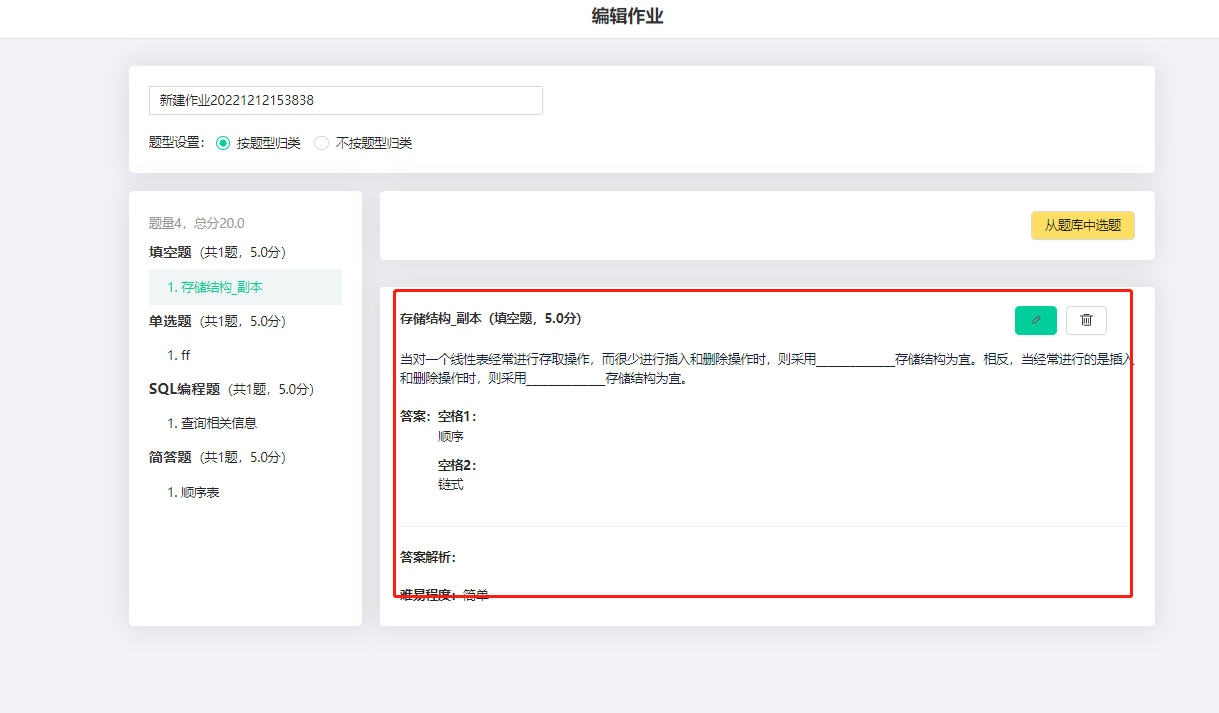 编辑作业
新建作业20221212153838
题型设置： 按题型归类 不按题型归类
题量4，总分20.0
填空题（共1题，5.0分）
1. 存储结构_副本
单选题（共1题，5.0分）
1. ff
SQL编程题（共1题，5.0分）
1. 查询相关信息
简答题（共1题，5.0分）
1. 顺序表
从题库中选题
存储结构_副本（填空题，5.0分）
当对一个线性表经常进行存取操作，而很少进行插入和删除操作时，则采用____________存储结构为宜。相反，当经常进行的是插入
和删除操作时，则采用____________存储结构为宜。
答案： 空格1：
顺序
空格2：
链式
答案解析：
难易程度：简单